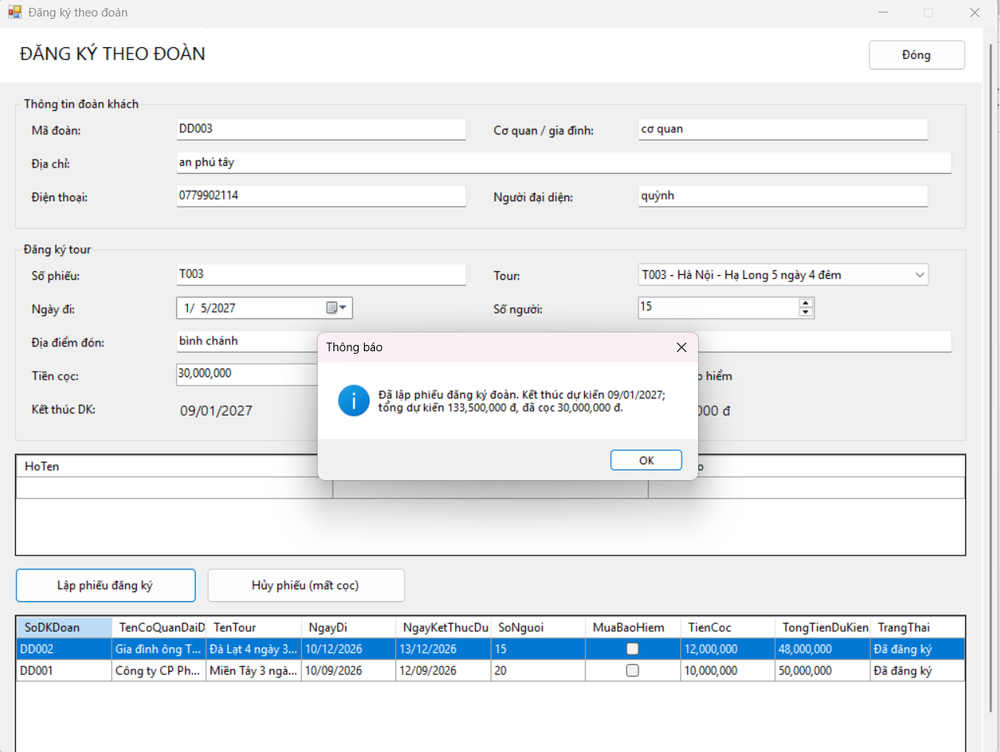 Đăng ký theo đoàn
ĐĂNG KÝ THEO ĐOÀN
Đóng
Thông tin đoàn khách
Mã đoàn: DD003 Cơ quan / gia đình: cơ quan
Địa chỉ: an phú tây
Điện thoại: 0779902114 Người đại diện: quỳnh
Đăng ký tour
Số phiếu: T003 Tour: T003 - Hà Nội - Hạ Long 5 ngày 4 đêm
Ngày đi: 1/ 5/2027 Số người: 15
Địa điểm đón: bình chánh
Tiền cọc: 30,000,000 hiểm
Kết thúc DK: 09/01/2027 000 đ
Thông báo
Đã lập phiếu đăng ký đoàn. Kết thúc dự kiến 09/01/2027;
tổng dự kiến 133,500,000 đ, đã cọc 30,000,000 đ.
OK
HoTen
Lập phiếu đăng ký Hủy phiếu (mất cọc)
SoDKDoan TenCoQuanDaiD TenTour NgayDi NgayKetThucDu SoNguoi MuaBaoHiem TienCoc TongTienDuKien TrangThai
DD002 Gia đình ông T... Đà Lạt 4 ngày 3... 10/12/2026 13/12/2026 15 12,000,000 48,000,000 Đã đăng ký
DD001 Công ty CP Ph... Miền Tây 3 ngà... 10/09/2026 12/09/2026 20 10,000,000 50,000,000 Đã đăng ký